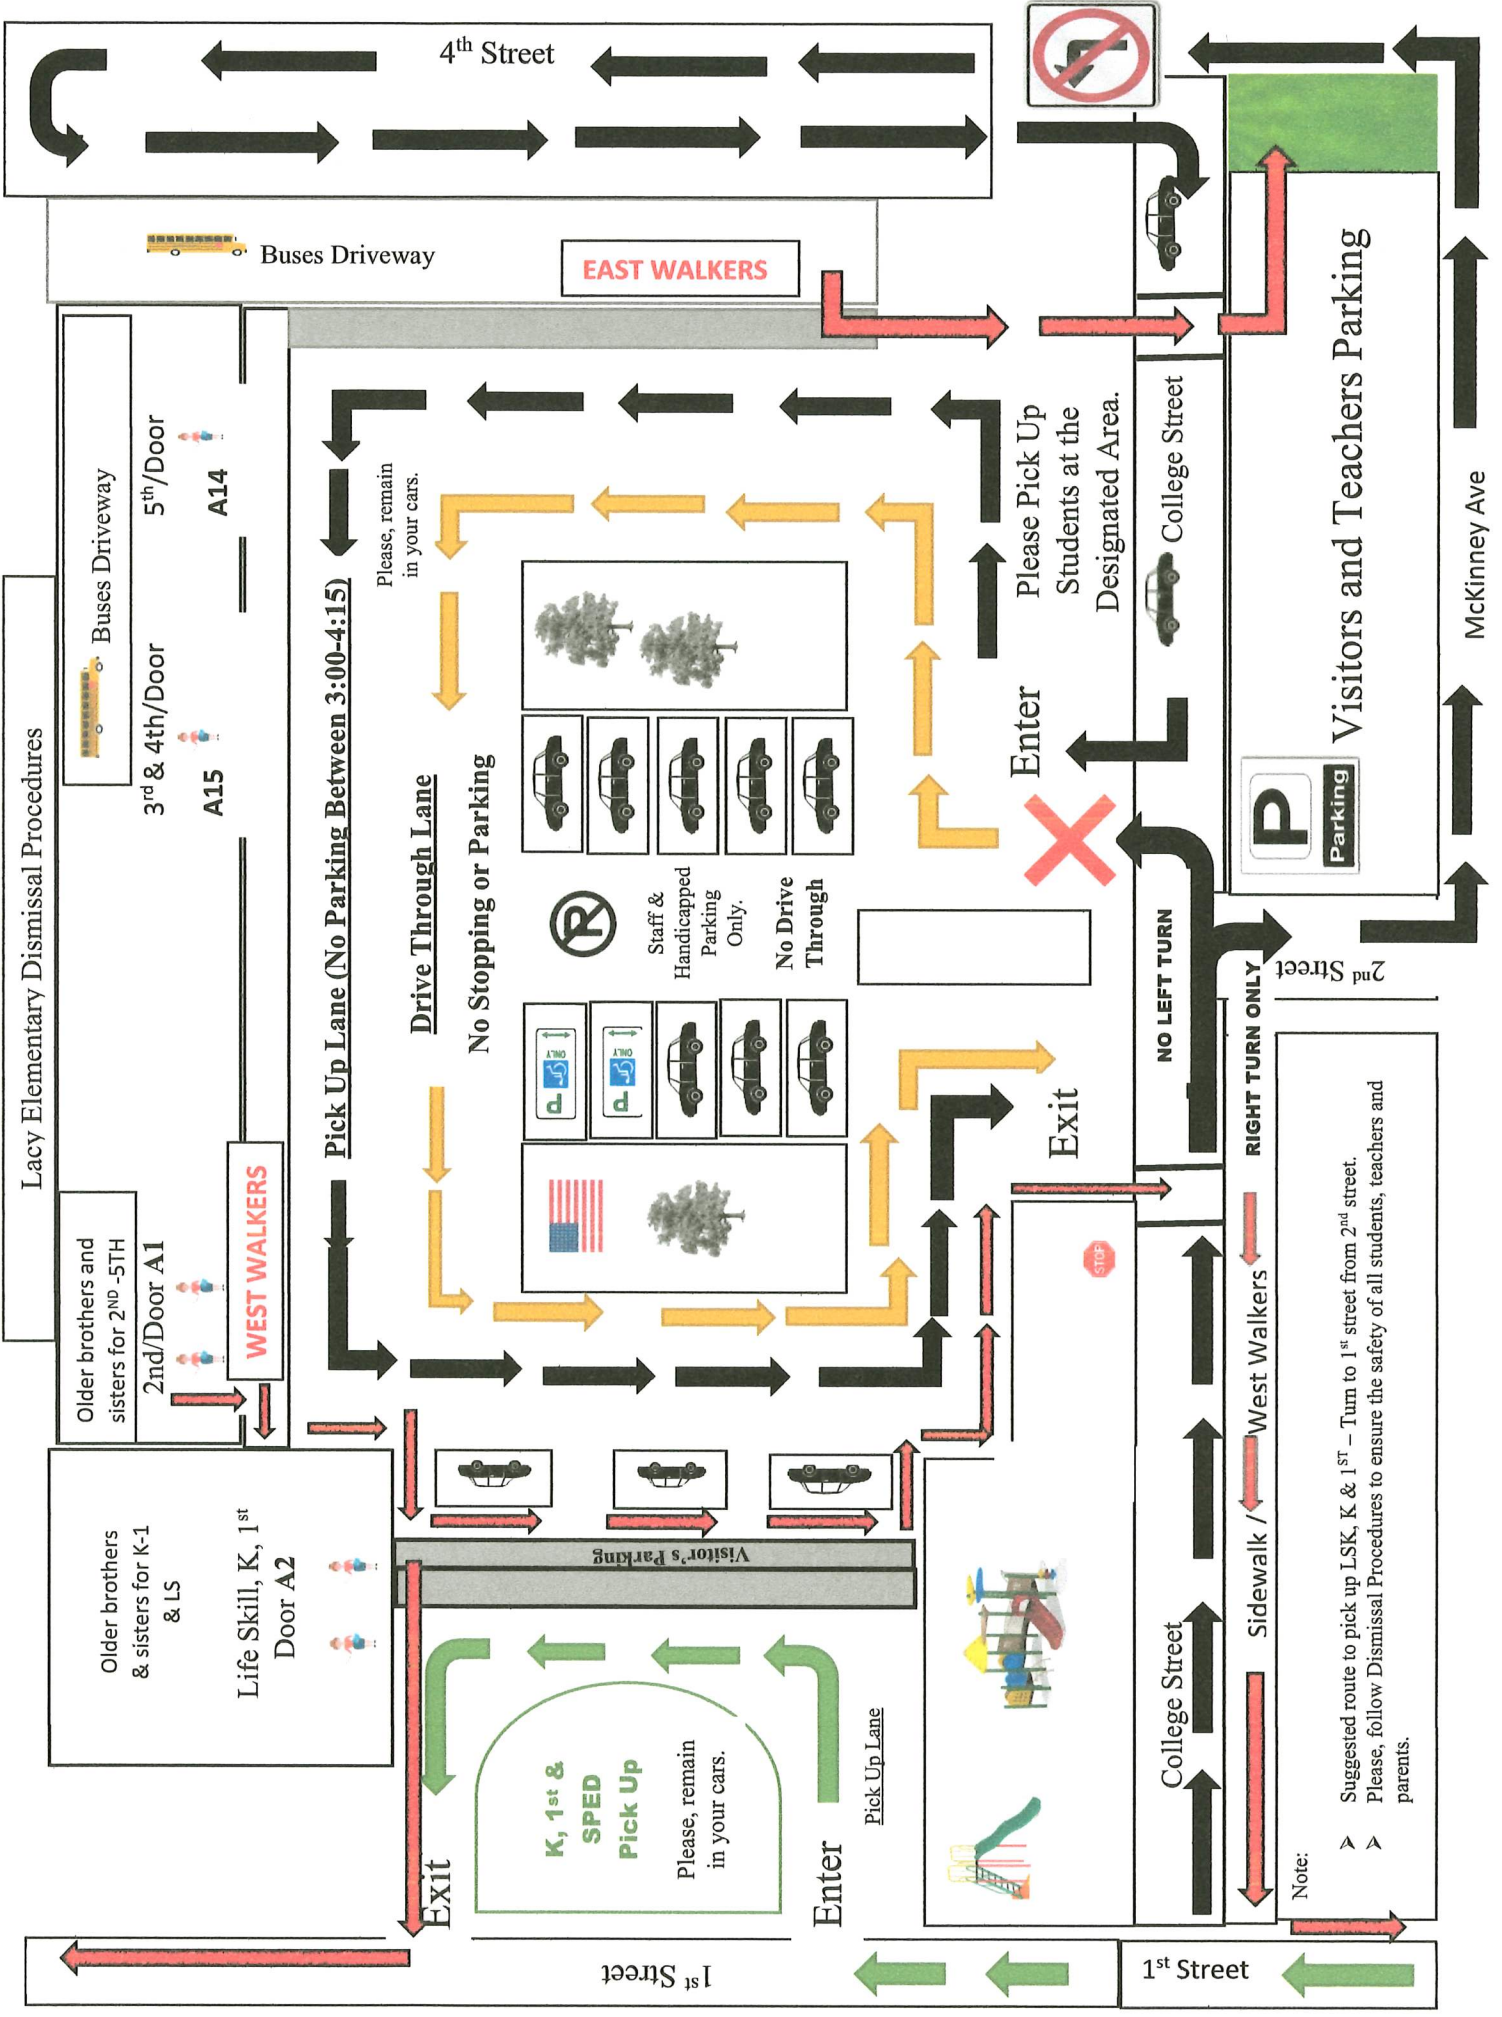 Lacy Elementary Dismissal Procedures
Older brothers
& sisters for K-1
& LS
Life Skill, K, 1st
Door A2
Older brothers and
sisters for 2ND -5TH
2nd/Door A1
WEST WALKERS
Buses Driveway
3rd & 4th/Door
A15
5th/Door
A14
Buses Driveway
EAST WALKERS
4th Street
Pick Up Lane (No Parking Between 3:00-4:15)
Please, remain
in your cars.
Drive Through Lane
No Stopping or Parking
ONLY
ONLY
Staff &
Handicapped
Parking
Only.
No Drive
Through
Visitor's Parking
Exit
K, 1st &
SPED
Pick Up
Please, remain
in your cars.
Enter
Pick Up Lane
1st Street
1st Street
STOP
Exit
Enter
Please Pick Up
Students at the
Designated Area.
College Street
NO LEFT TURN
College Street
RIGHT TURN ONLY
Sidewalk /
West Walkers
2nd Street
P
Parking
Visitors and Teachers Parking
McKinney Ave
Note:
➢ Suggested route to pick up LSK, K & 1ST – Turn to 1st street from 2nd street.
➢ Please, follow Dismissal Procedures to ensure the safety of all students, teachers and
parents.